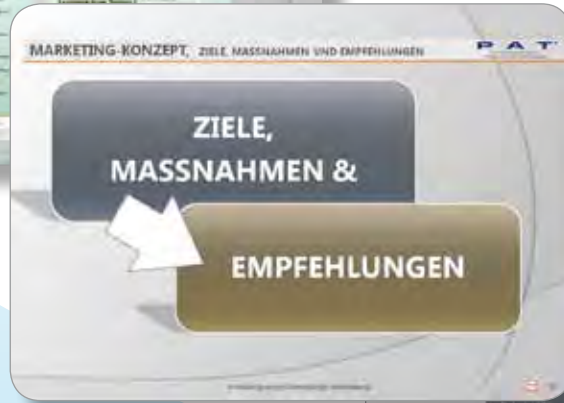 MARKETING-KONZEPT, ZIELE, MASSNAHMEN UND EMPFEHLUNGEN
P A T
ZIELE,
MASSNAHMEN &
EMPFEHLUNGEN